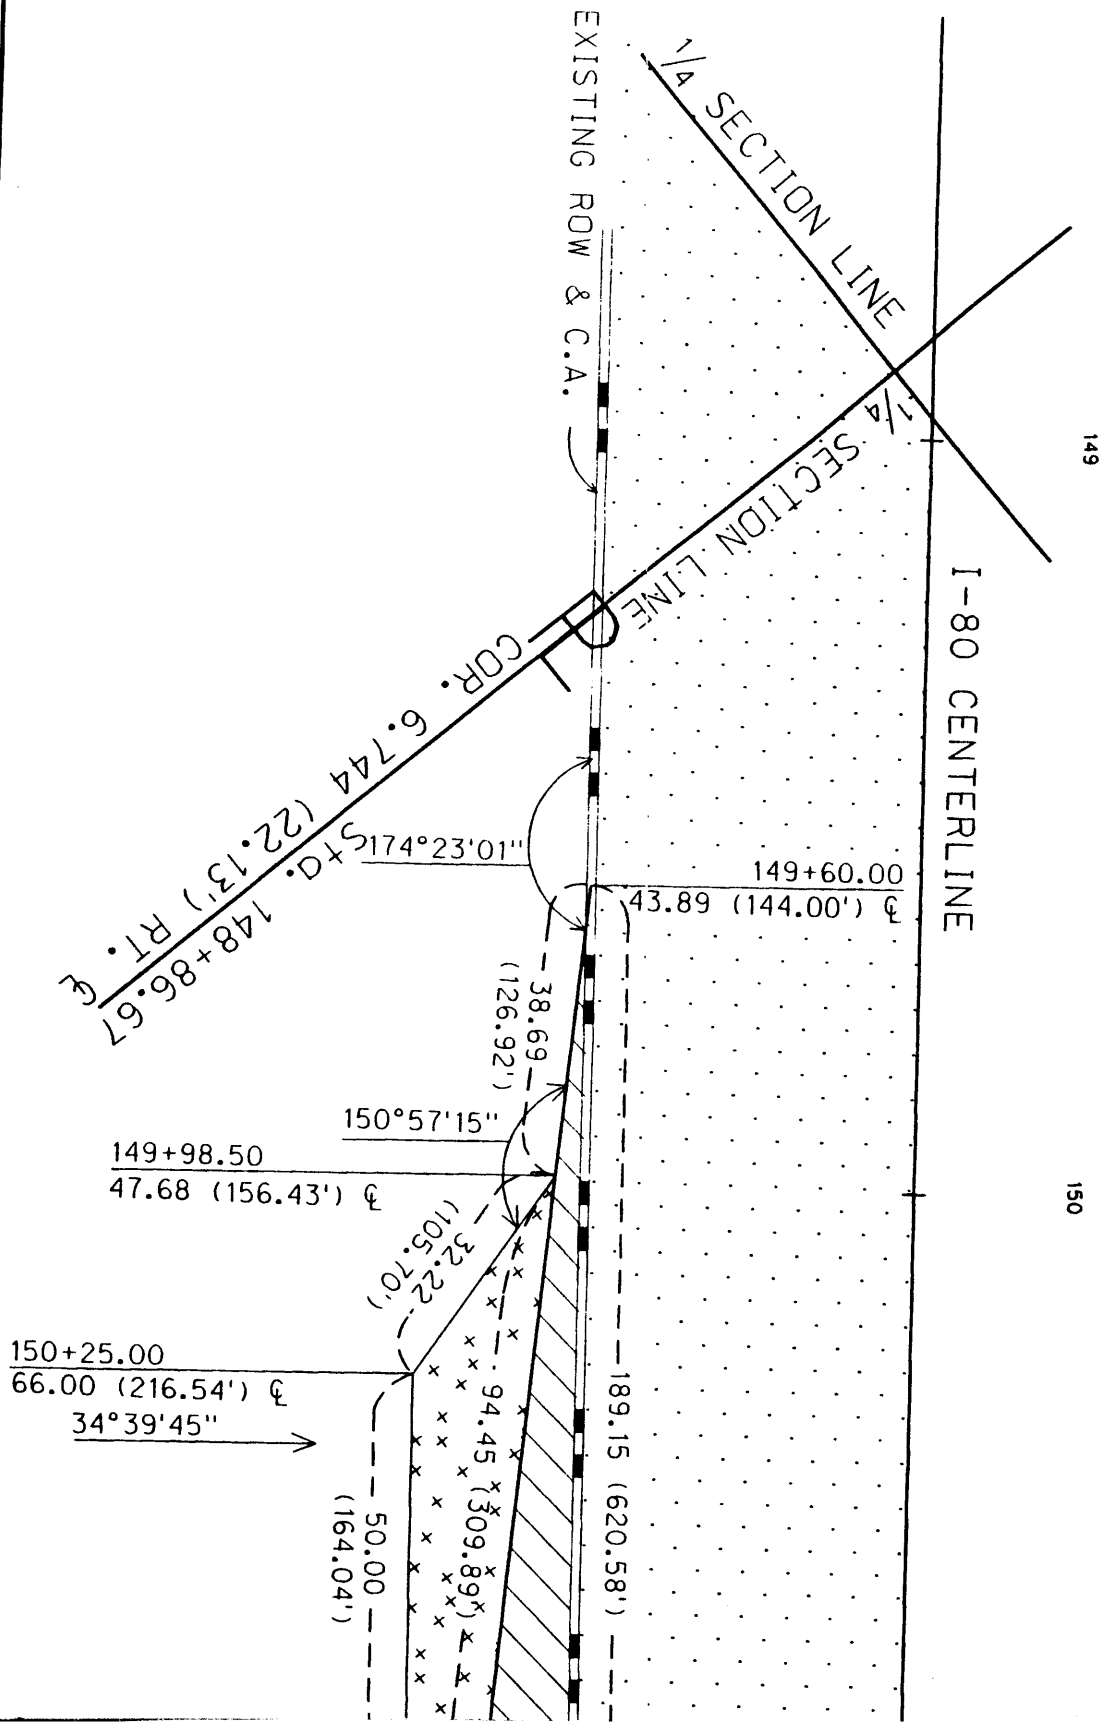 EXISTING ROW & C.A.
1/4 SECTION LINE
1/4 SECTION LINE
149
I-80 CENTERLINE
COR. 6.744 (22.13') RT. ℄
Sta. 148+86.67
174°23'01"
149+60.00
43.89 (144.00') ℄
38.69
(126.92')
150°57'15"
149+98.50
47.68 (156.43') ℄
150
32.22
(105.70')
150+25.00
66.00 (216.54') ℄
34°39'45"
94.45 (309.89')
189.15 (620.58')
50.00
(164.04')